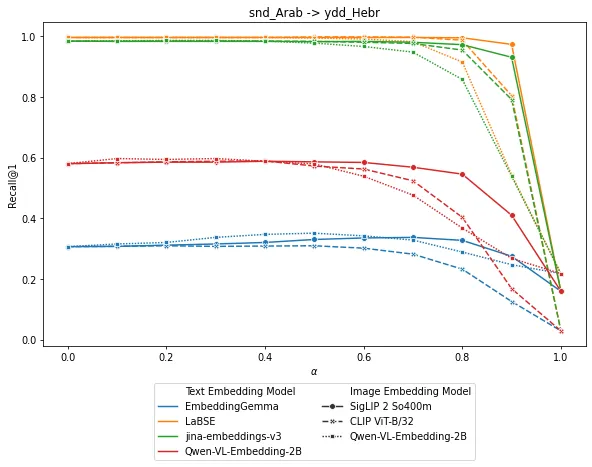 snd_Arab -> ydd_Hebr
Recall@1
1.0
0.8
0.6
0.4
0.2
0.0
0.0 0.2 0.4 0.6 0.8 1.0
α
Text Embedding Model
EmbeddingGemma
LaBSE
jina-embeddings-v3
Qwen-VL-Embedding-2B
Image Embedding Model
SigLIP 2 So400m
CLIP ViT-B/32
Qwen-VL-Embedding-2B